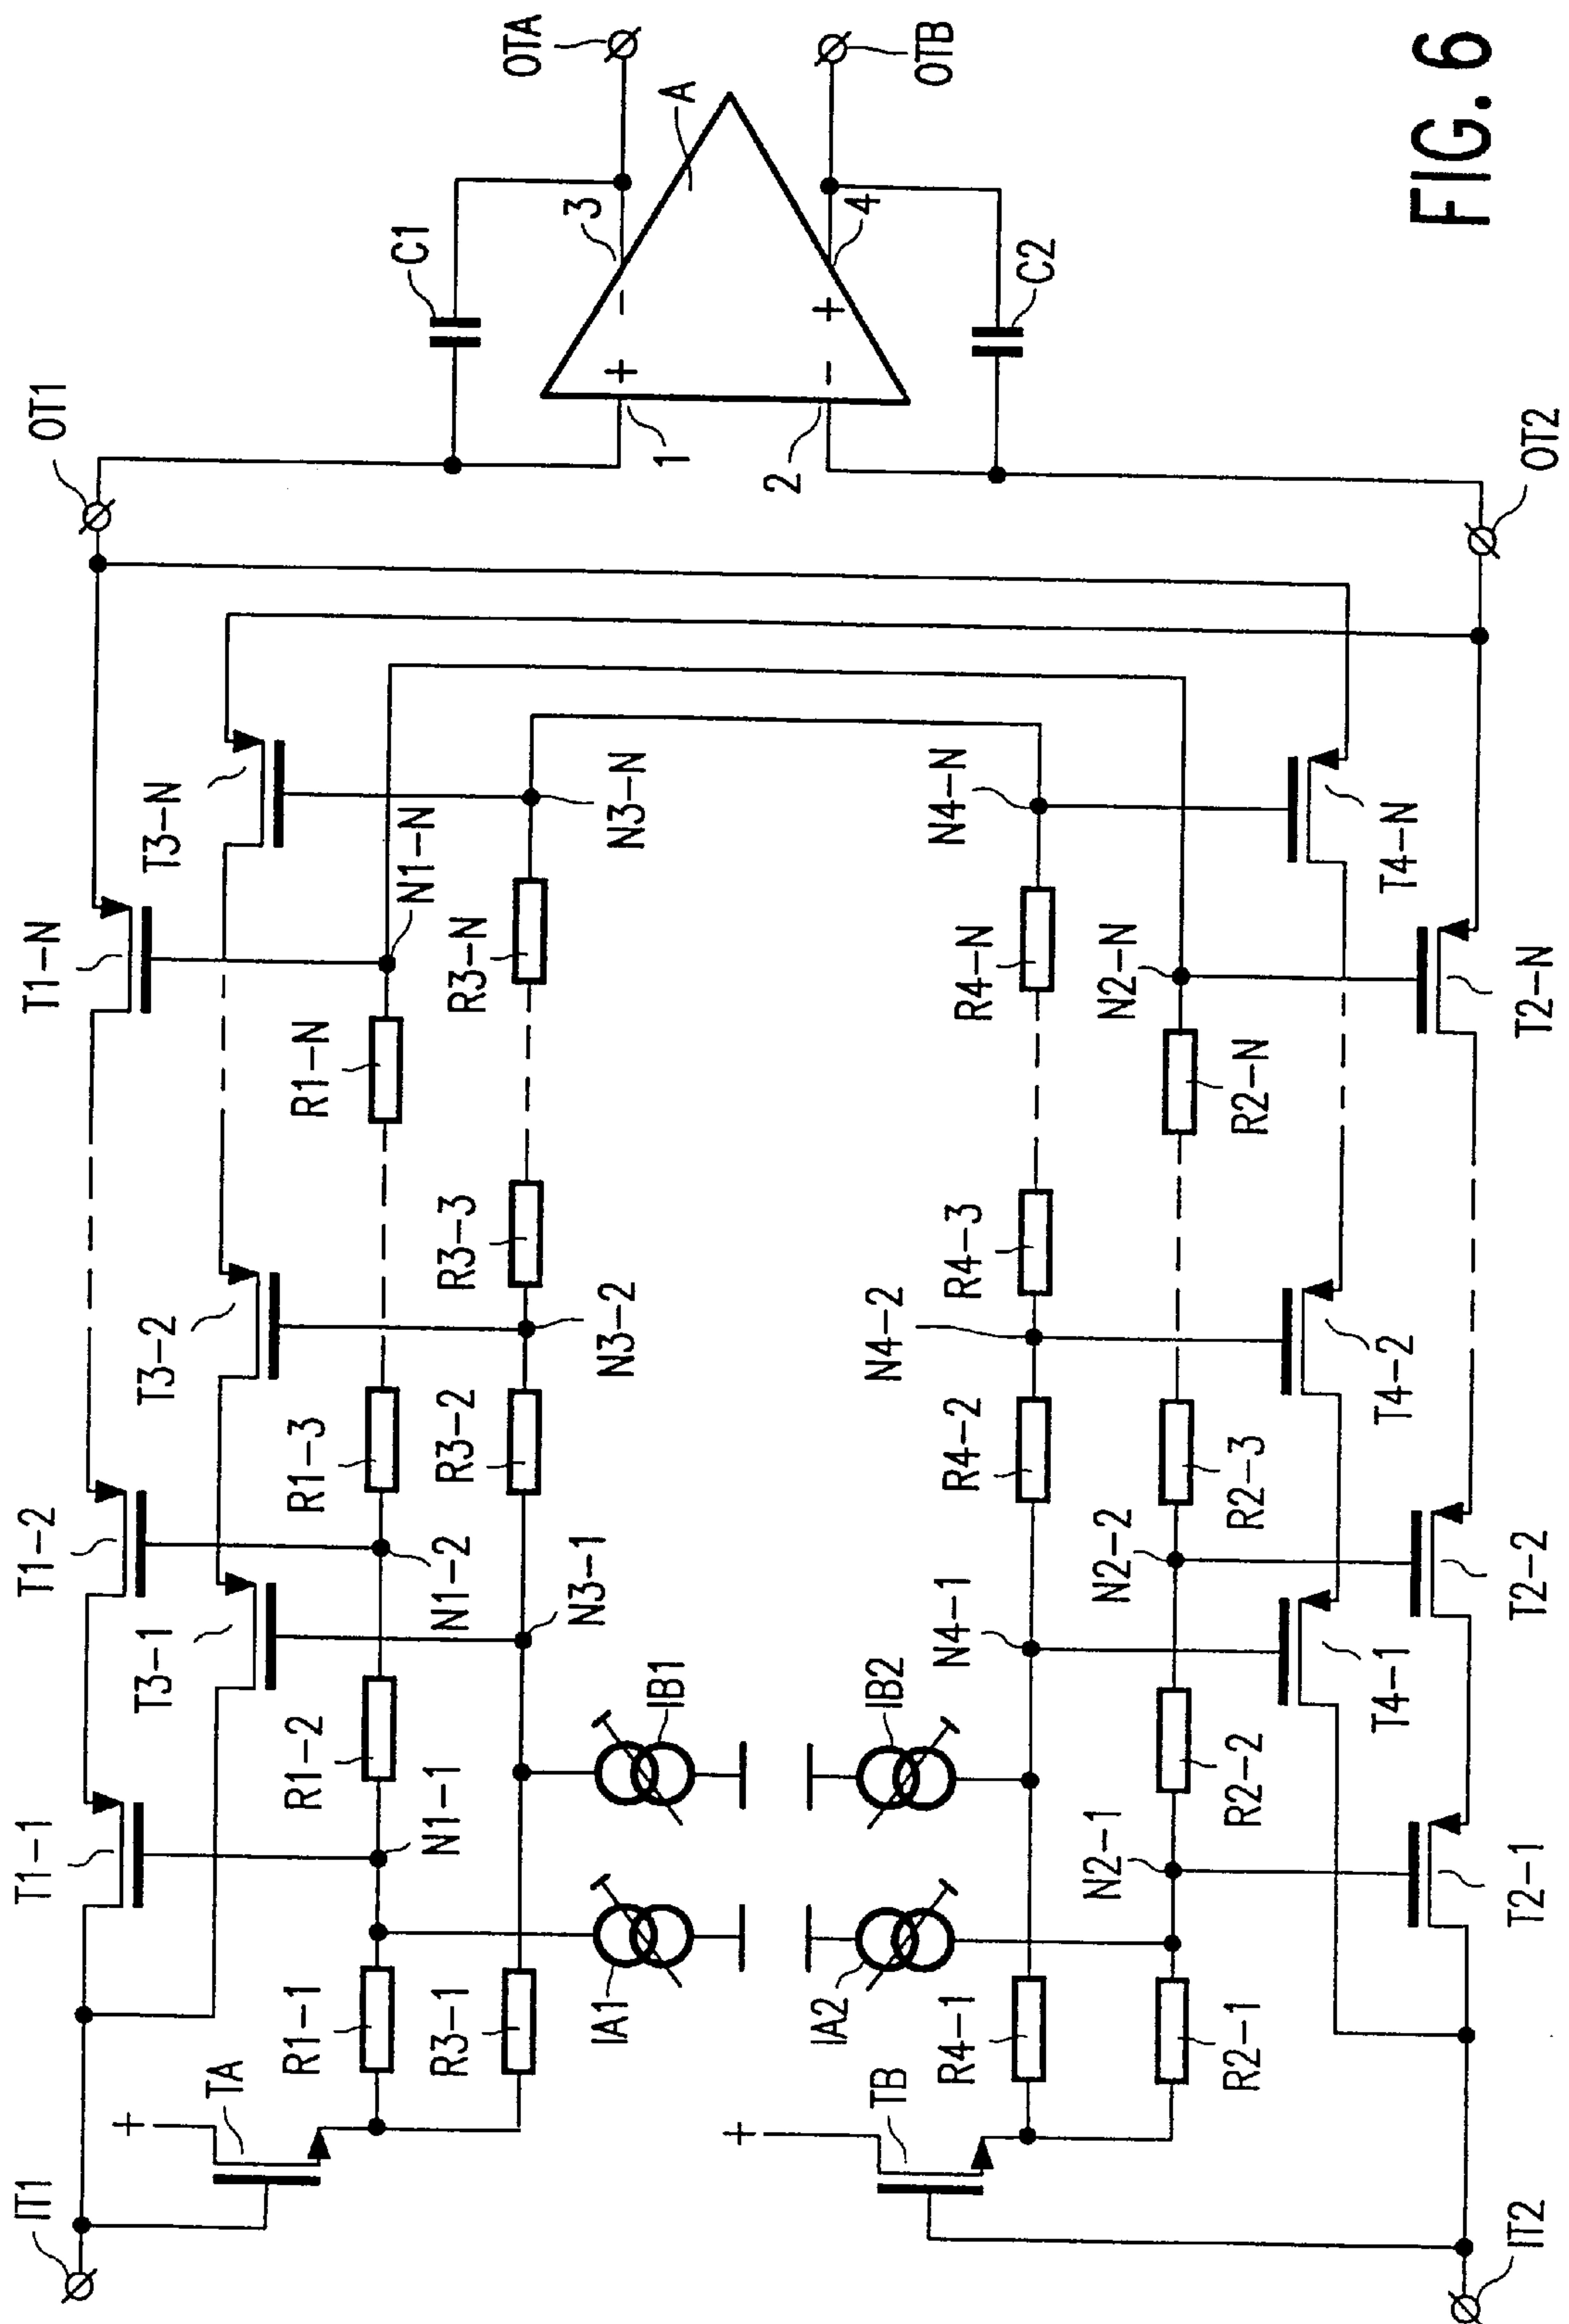 FIG. 6
IT1
TA
+
T1-1
T3-1
T1-2
T3-2
T1-N
T3-N
OT1
R1-1
R3-1
N1-1
R1-2
N1-2
N3-1
R1-3
R3-2
N3-2
R3-3
R1-N
R3-N
N1-N
N3-N
IA1
IB1
C1
1
+
-
3
A
OTA
IA2
IB2
2
-
+
4
C2
OTB
TB
+
R4-1
R2-1
N2-1
R2-2
N4-1
N2-2
R4-2
R2-3
N4-2
R4-3
R4-N
R2-N
N2-N
N4-N
IT2
T2-1
T4-1
T2-2
T4-2
T2-N
T4-N
OT2